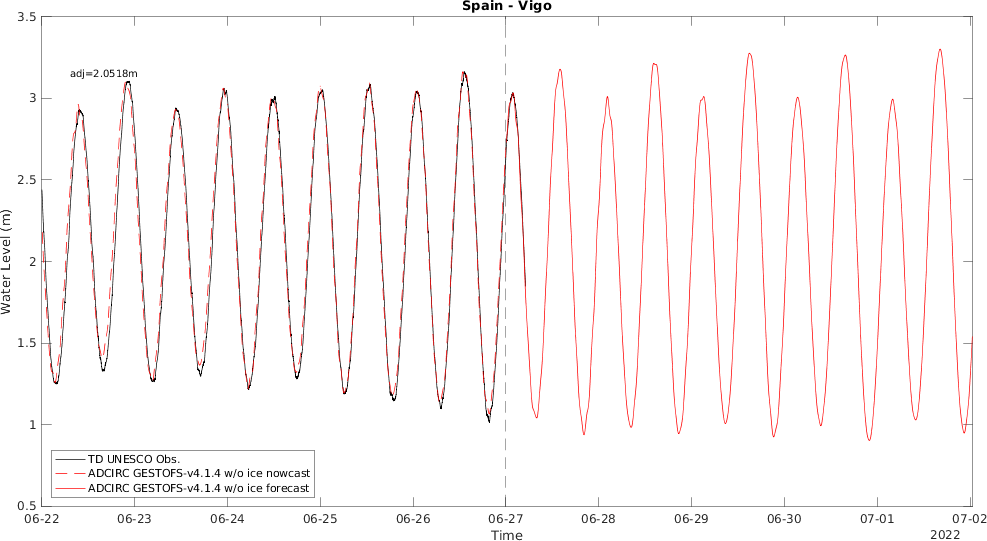 Spain - Vigo
3.5
adj=2.0518m
3
2.5
2
Water Level (m)
1.5
1
TD UNESCO Obs.
ADCIRC GESTOFS-v4.1.4 w/o ice nowcast
ADCIRC GESTOFS-v4.1.4 w/o ice forecast
0.5
06-22 06-23 06-24 06-25 06-26 06-27 06-28 06-29 06-30 07-01 07-02
Time
2022